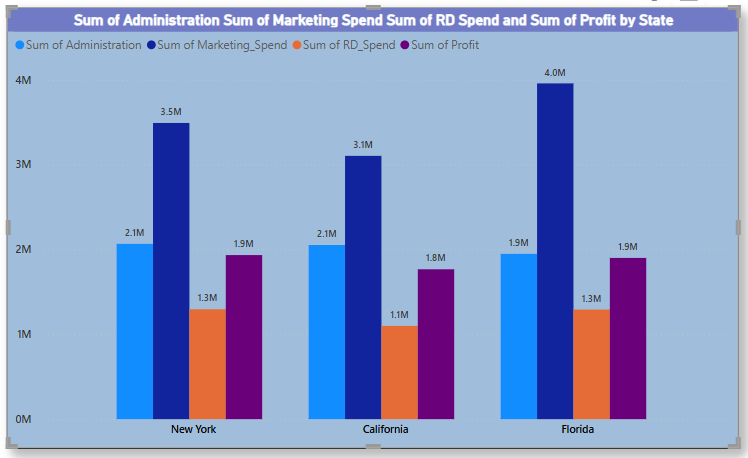 Sum of Administration Sum of Marketing Spend Sum of RD Spend and Sum of Profit by State
Sum of Administration Sum of Marketing_Spend Sum of RD_Spend Sum of Profit
4M
3M
2M
1M
0M
2.1M 3.5M 1.3M 1.9M
2.1M 3.1M 1.1M 1.8M
1.9M 4.0M 1.3M 1.9M
New York California Florida